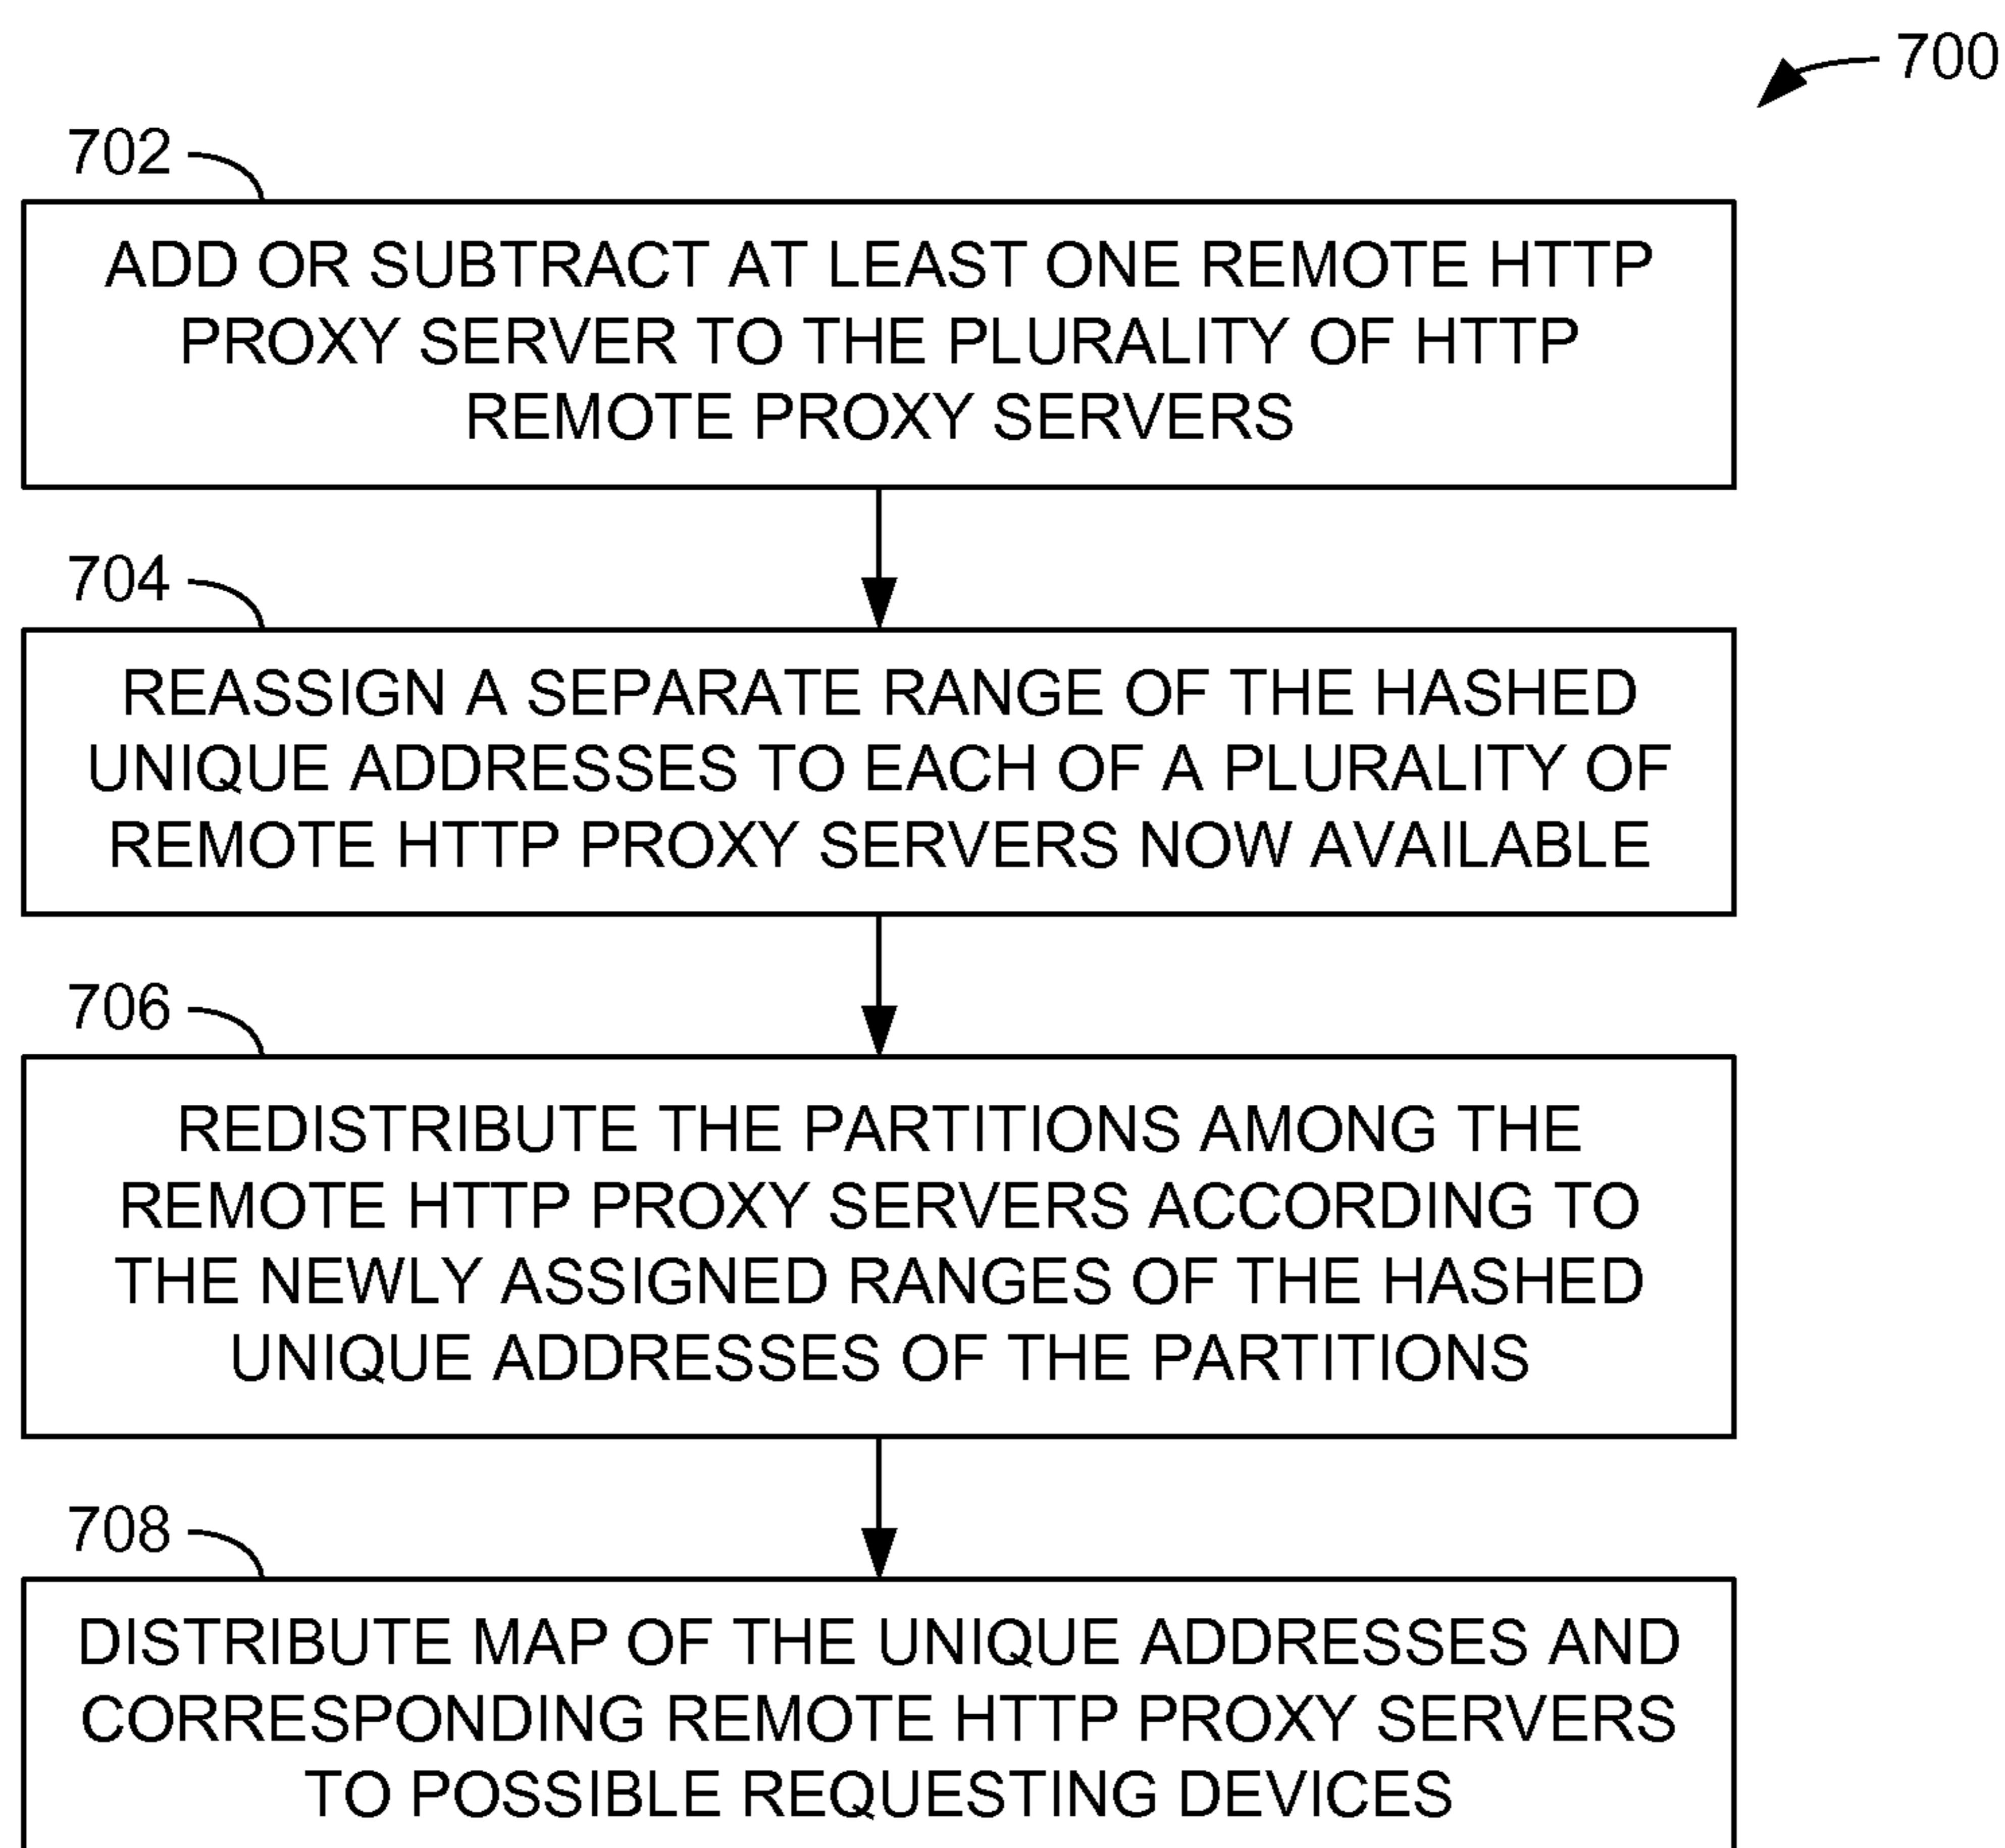 700
702
ADD OR SUBTRACT AT LEAST ONE REMOTE HTTP
PROXY SERVER TO THE PLURALITY OF HTTP
REMOTE PROXY SERVERS
704
REASSIGN A SEPARATE RANGE OF THE HASHED
UNIQUE ADDRESSES TO EACH OF A PLURALITY OF
REMOTE HTTP PROXY SERVERS NOW AVAILABLE
706
REDISTRIBUTE THE PARTITIONS AMONG THE
REMOTE HTTP PROXY SERVERS ACCORDING TO
THE NEWLY ASSIGNED RANGES OF THE HASHED
UNIQUE ADDRESSES OF THE PARTITIONS
708
DISTRIBUTE MAP OF THE UNIQUE ADDRESSES AND
CORRESPONDING REMOTE HTTP PROXY SERVERS
TO POSSIBLE REQUESTING DEVICES